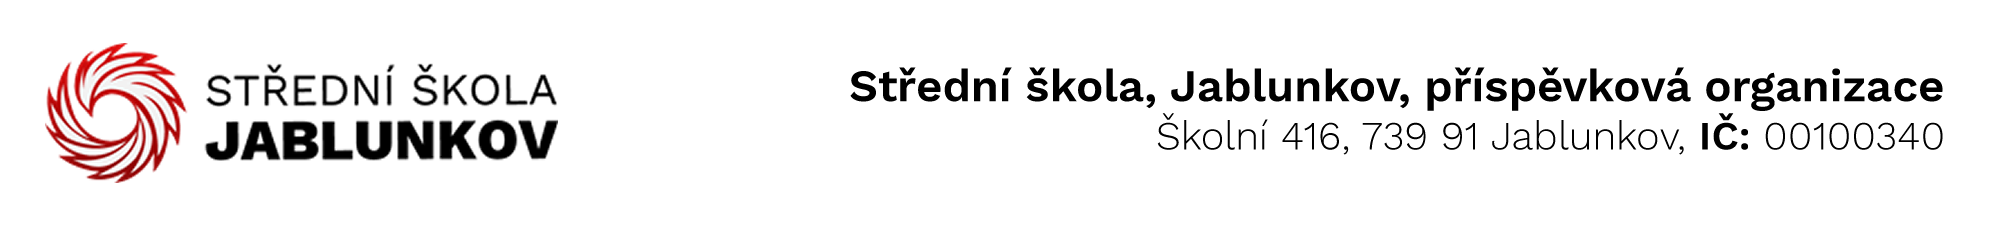 STŘEDNÍ ŠKOLA
JABLUNKOV
Střední škola, Jablunkov, příspěvková organizace
Školní 416, 739 91 Jablunkov, IČ: 00100340